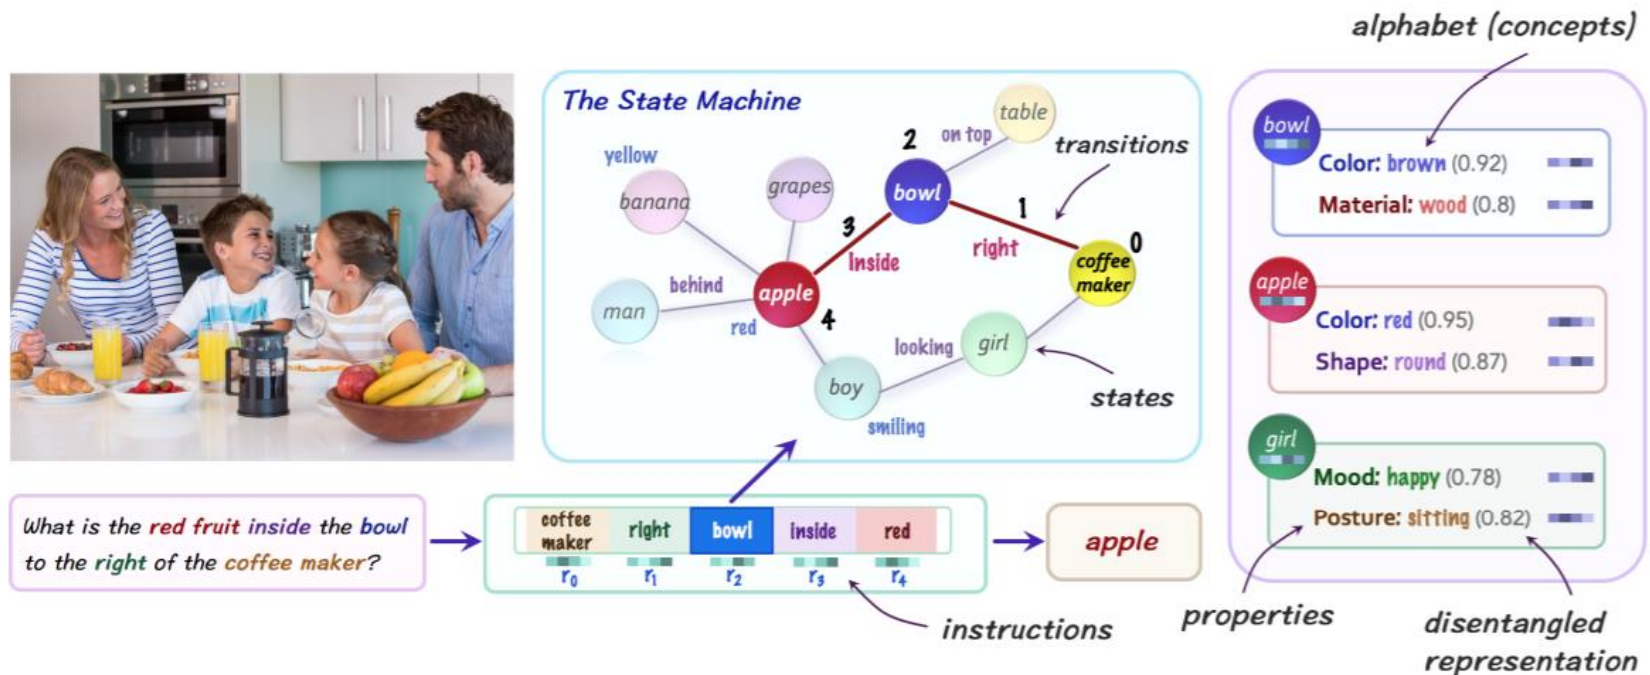 alphabet (concepts)
The State Machine
table
on top
2
transitions
yellow
banana
grapes
bowl
1
3
Inside
right
0
coffee
maker
behind
man
apple
red
4
looking
girl
boy
states
smiling
bowl
Color: brown (0.92)
Material: wood (0.8)
apple
Color: red (0.95)
Shape: round (0.87)
girl
Mood: happy (0.78)
Posture: sitting (0.82)
What is the red fruit inside the bowl
to the right of the coffee maker?
coffee
maker
right
bowl
inside
red
r0
r1
r2
r3
r4
apple
instructions
properties
disentangled
representation